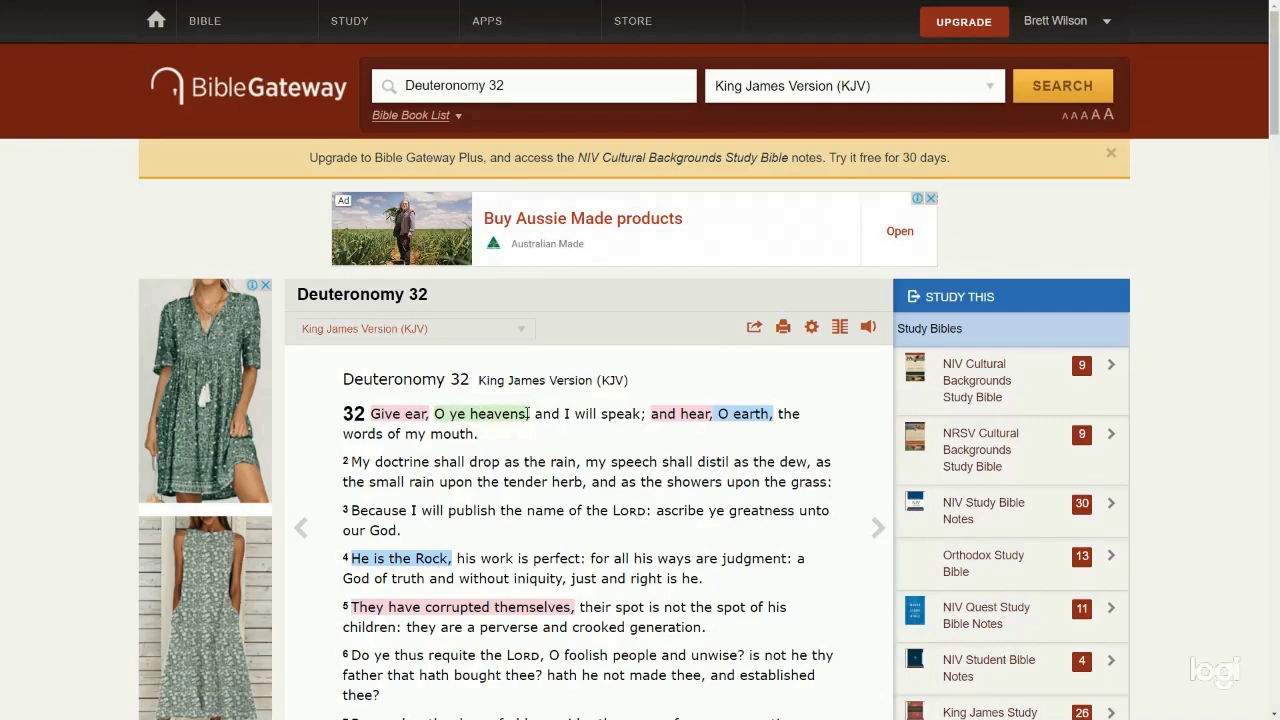 BIBLE STUDY APPS STORE UPGRADE Brett Wilson
BibleGateway Deuteronomy 32 King James Version (KJV) SEARCH
Bible Book List A A A A A
Upgrade to Bible Gateway Plus, and access the NIV Cultural Backgrounds Study Bible notes. Try it free for 30 days.
Ad
Buy Aussie Made products
Australian Made
Open
Deuteronomy 32
King James Version (KJV)
Deuteronomy 32 King James Version (KJV)
32 Give ear, O ye heavens, and I will speak; and hear, O earth, the
words of my mouth.
2 My doctrine shall drop as the rain, my speech shall distil as the dew, as
the small rain upon the tender herb, and as the showers upon the grass:
3 Because I will publish the name of the LORD: ascribe ye greatness unto
our God.
4 He is the Rock, his work is perfect: for all his ways are judgment: a
God of truth and without iniquity, just and right is he.
5 They have corrupted themselves, their spot is not the spot of his
children: they are a perverse and crooked generation.
6 Do ye thus requite the LORD, O foolish people and unwise? is not he thy
father that hath bought thee? hath he not made thee, and established
thee?
STUDY THIS
Study Bibles
NIV Cultural 9
Backgrounds
Study Bible
NRSV Cultural 9
Backgrounds
Study Bible
NIV Study Bible 30
Notes
Orthodox Study 13
Bible
NIV Quest Study 11
Bible Notes
NIV Student Bible 4
Notes
King James Study 26
logi